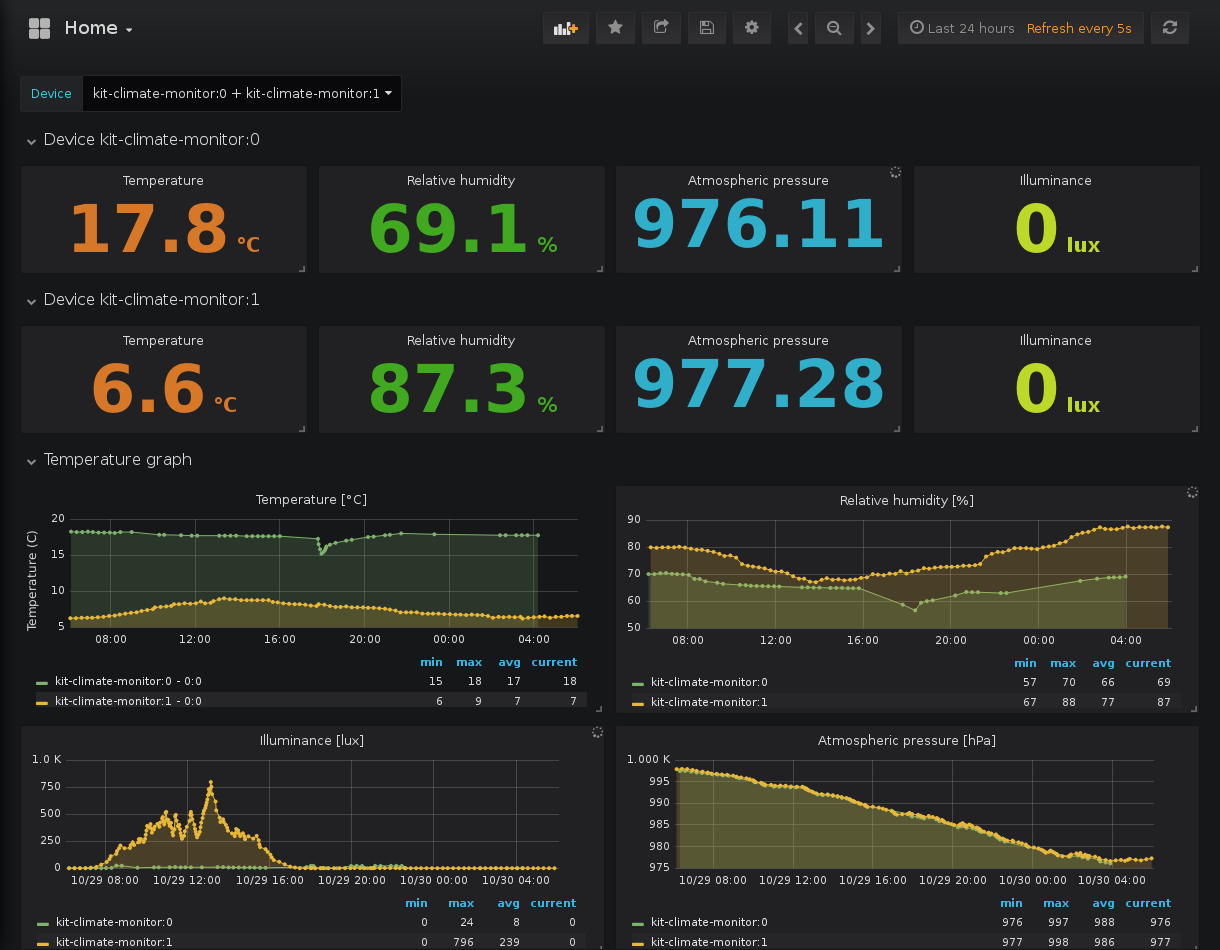 Home
Last 24 hours Refresh every 5s
Device kit-climate-monitor:0 + kit-climate-monitor:1
Device kit-climate-monitor:0
Temperature Relative humidity Atmospheric pressure Illuminance
17.8 °C 69.1 % 976.11 0 lux
Device kit-climate-monitor:1
Temperature Relative humidity Atmospheric pressure Illuminance
6.6 °C 87.3 % 977.28 0 lux
Temperature graph
Temperature [°C]
Temperature (C)
20
15
10
5
08:00 12:00 16:00 20:00 00:00 04:00
min max avg current
kit-climate-monitor:0 - 0:0 15 18 17 18
kit-climate-monitor:1 - 0:0 6 9 7 7
Relative humidity [%]
90
80
70
60
50
08:00 12:00 16:00 20:00 00:00 04:00
min max avg current
kit-climate-monitor:0 57 70 66 69
kit-climate-monitor:1 67 88 77 87
Illuminance [lux]
1.0 K
750
500
250
0
10/29 08:00 10/29 12:00 10/29 16:00 10/29 20:00 10/30 00:00 10/30 04:00
min max avg current
kit-climate-monitor:0 0 24 8 0
kit-climate-monitor:1 0 796 239 0
Atmospheric pressure [hPa]
1.000 K
995
990
985
980
975
10/29 08:00 10/29 12:00 10/29 16:00 10/29 20:00 10/30 00:00 10/30 04:00
min max avg current
kit-climate-monitor:0 976 997 988 976
kit-climate-monitor:1 977 998 986 977